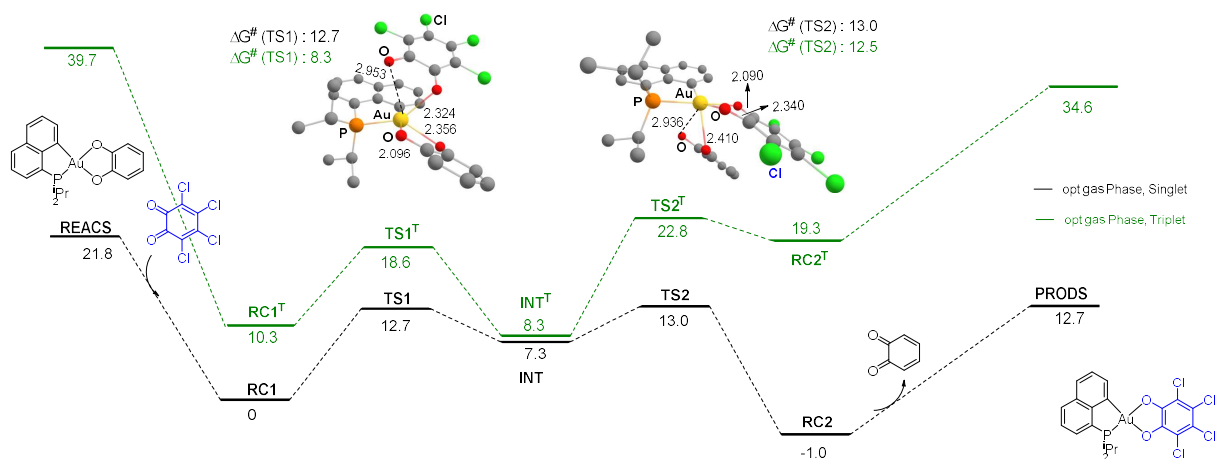 ΔG# (TS1) : 12.7
ΔG# (TS1) : 8.3
Cl
O
2.953
Au
P
2.324
2.356
O
2.096
ΔG# (TS2) : 13.0
ΔG# (TS2) : 12.5
2.090
Au
P
O
2.340
2.936
2.410
O
Cl
39.7
34.6
Au
O
O
P
iPr
2
Cl
O
Cl
O
Cl
Cl
opt gas Phase, Singlet
opt gas Phase, Triplet
REACS
21.8
TS1T
18.6
TS2T
22.8
19.3
RC2T
RC1T
10.3
TS1
12.7
INTT
8.3
7.3
INT
TS2
13.0
PRODS
12.7
RC1
0
O
O
RC2
-1.0
Cl
O
Cl
Au
O
Cl
P
Cl
iPr
2